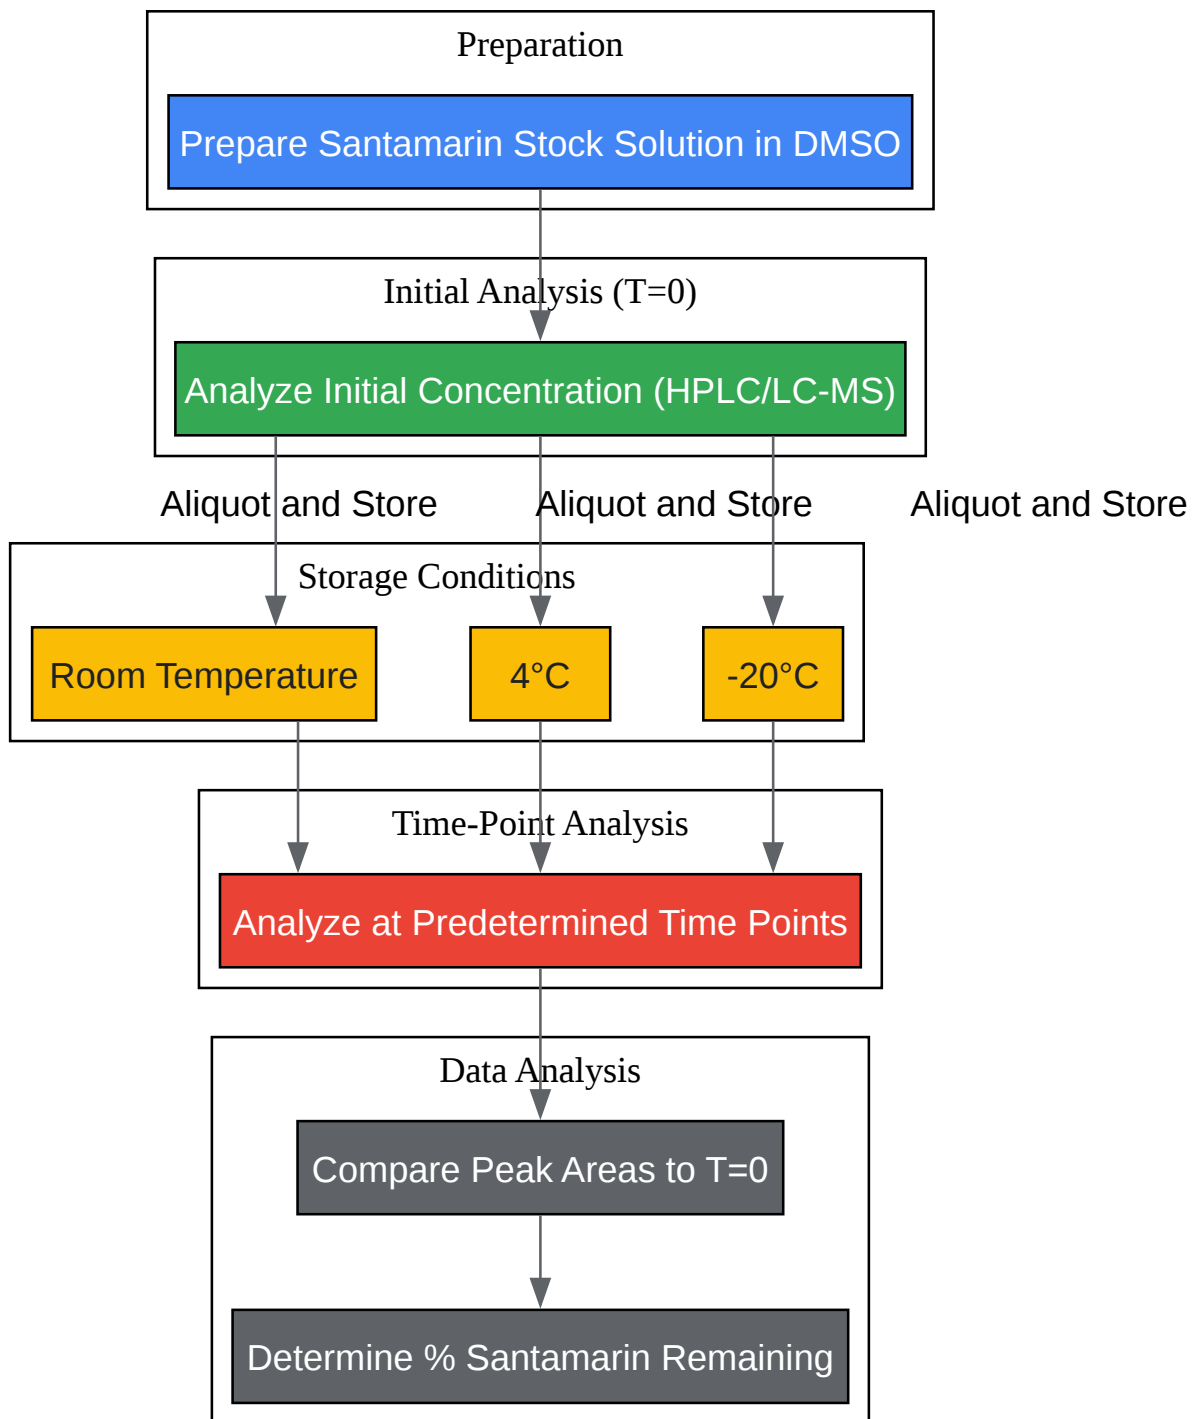 Preparation
Prepare Santamarin Stock Solution in DMSO
Initial Analysis (T=0)
Analyze Initial Concentration (HPLC/LC-MS)
Aliquot and Store
Aliquot and Store
Aliquot and Store
Storage Conditions
Room Temperature
4°C
-20°C
Time-Point Analysis
Analyze at Predetermined Time Points
Data Analysis
Compare Peak Areas to T=0
Determine % Santamarin Remaining